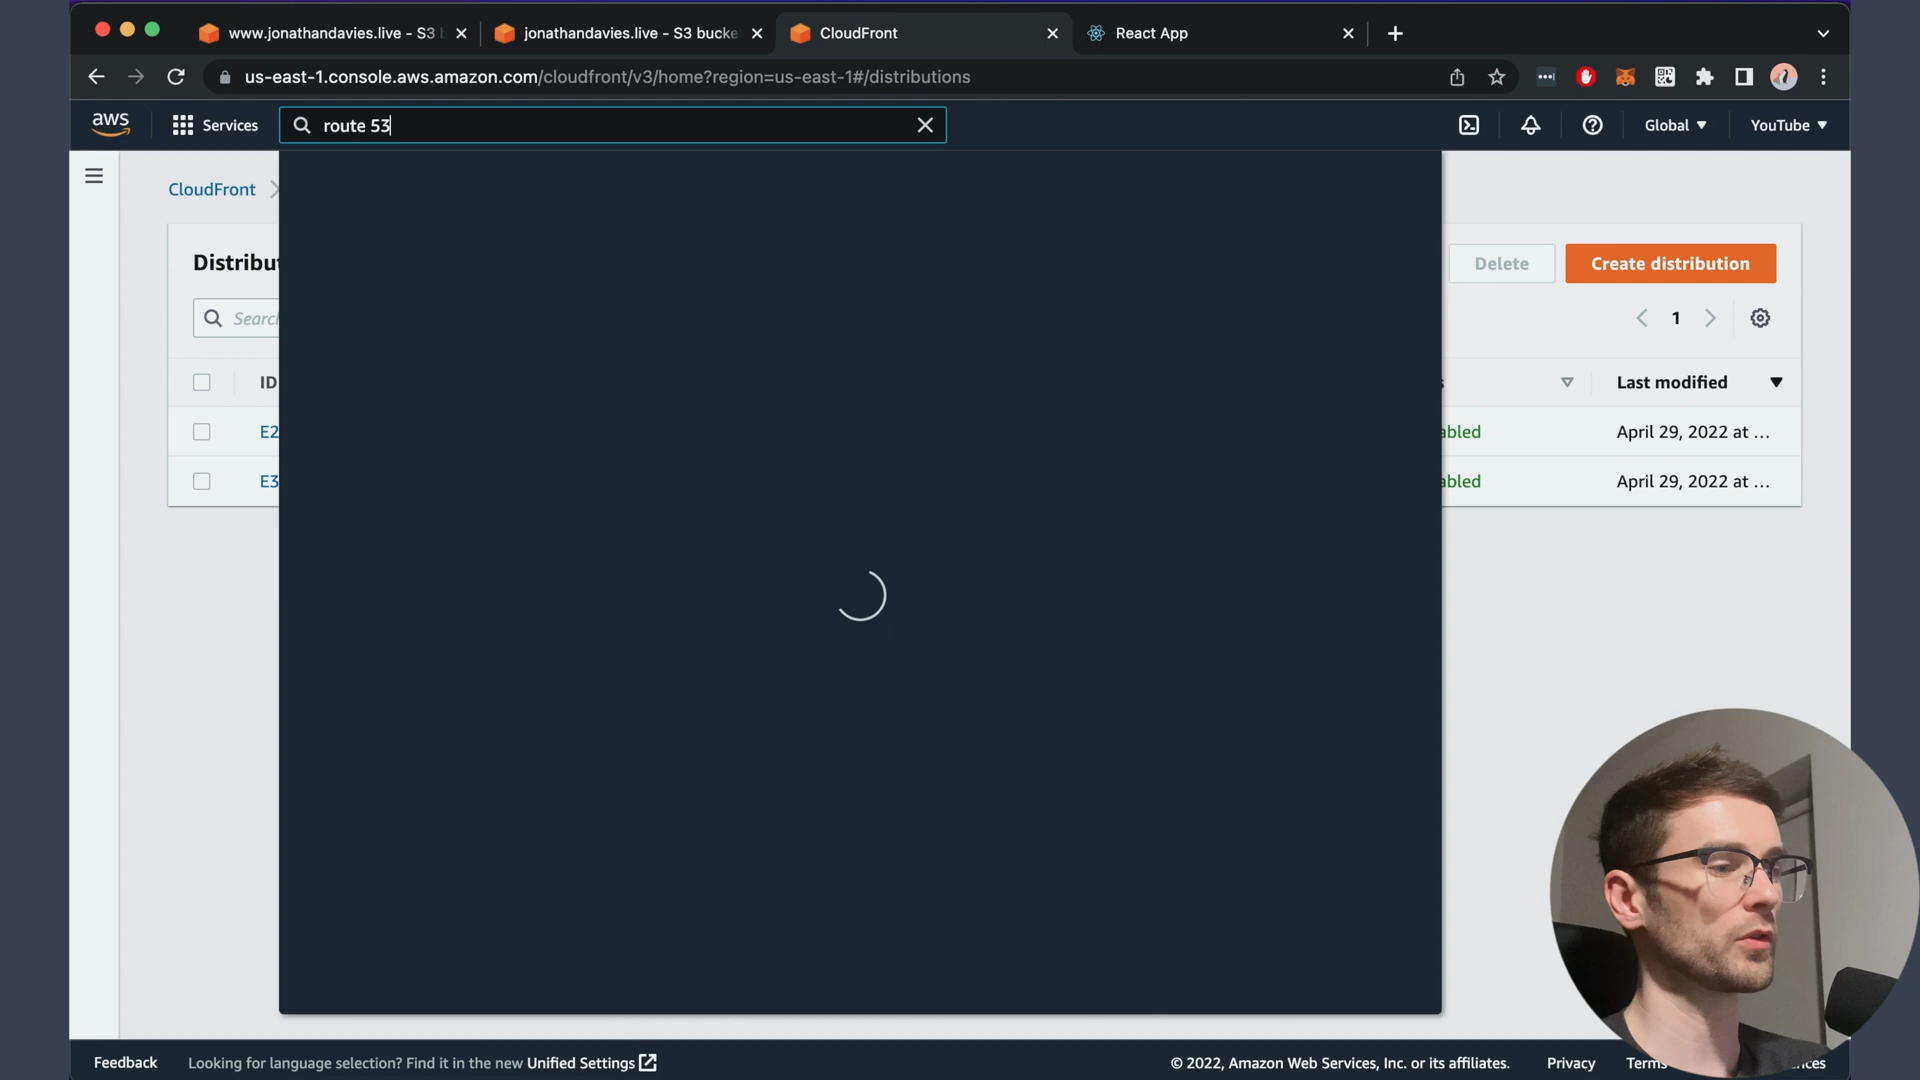 www.jonathandavies.live - S3 b
jonathandavies.live - S3 bucke
CloudFront
React App
us-east-1.console.aws.amazon.com/cloudfront/v3/home?region=us-east-1#/distributions
aws
Services
route 53
Global
YouTube
CloudFront
Distribut
Delete
Create distribution
Search
1
ID
s
Last modified
E2
abled
April 29, 2022 at ...
E3
abled
April 29, 2022 at ...
Feedback
Looking for language selection? Find it in the new Unified Settings
© 2022, Amazon Web Services, Inc. or its affiliates.
Privacy
Terms